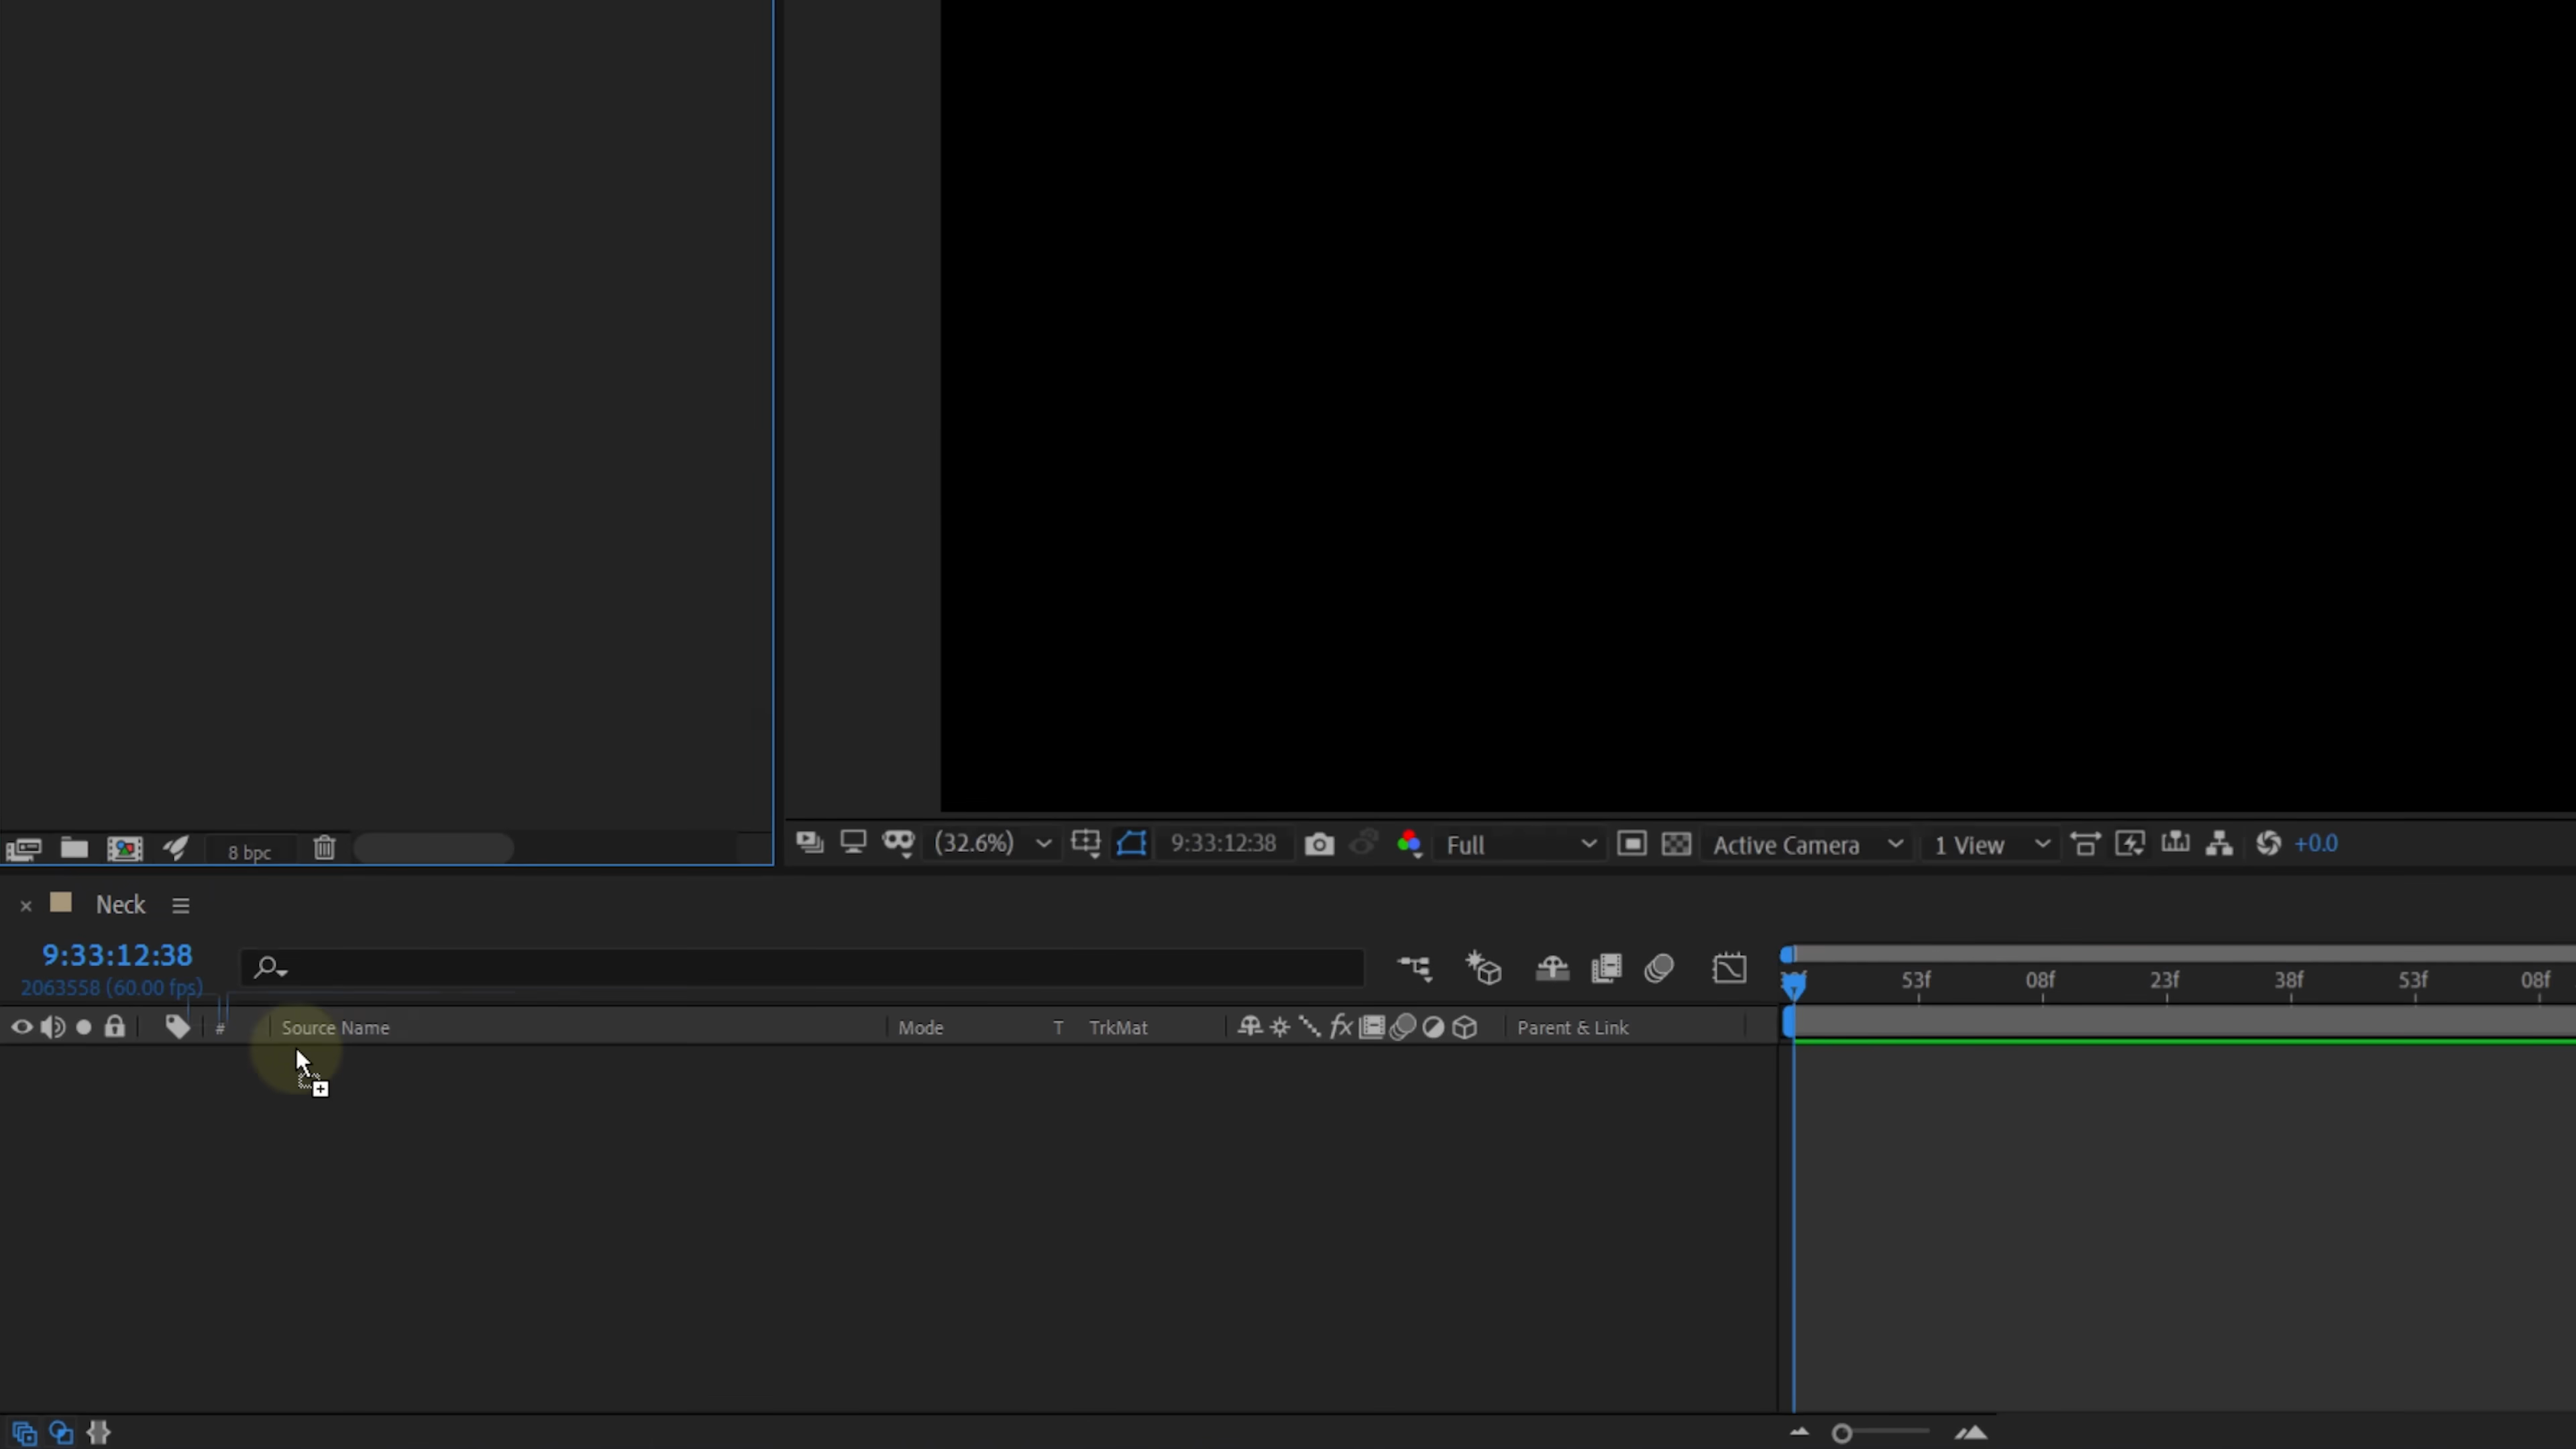 8 bpc
(32.6%) 9:33:12:38 Full Active Camera 1 View +0.0
Neck
9:33:12:38
2063558 (60.00 fps)
53f 08f 23f 38f 53f 08f
# Source Name Mode T TrkMat fx Parent & Link